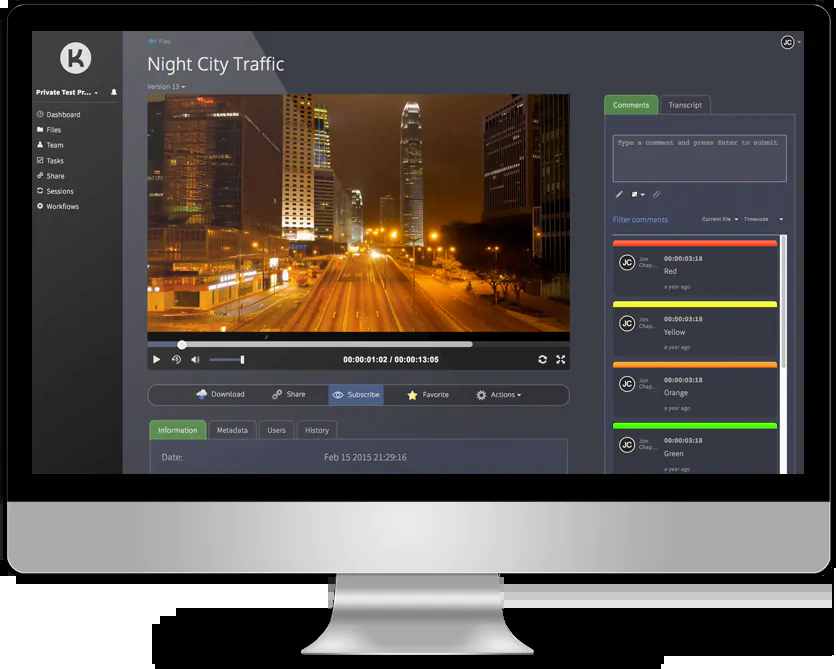 K
Private Test Pr...
Dashboard
Files
Team
Tasks
Share
Sessions
Workflows
Files
Night City Traffic
Version 13
JC
00:00:01:02 / 00:00:13:05
Download
Share
Subscribe
Favorite
Actions
Information
Metadata
Users
History
Date:
Feb 15 2015 21:29:16
Comments
Transcript
Type a comment and press Enter to submit
Filter comments
Current file
Timecode
JC
Jon
Chap...
00:00:03:18
Red
a year ago
JC
Jon
Chap...
00:00:03:18
Yellow
a year ago
JC
Jon
Chap...
00:00:03:18
Orange
a year ago
JC
Jon
Chap...
00:00:03:18
Green
a year ago